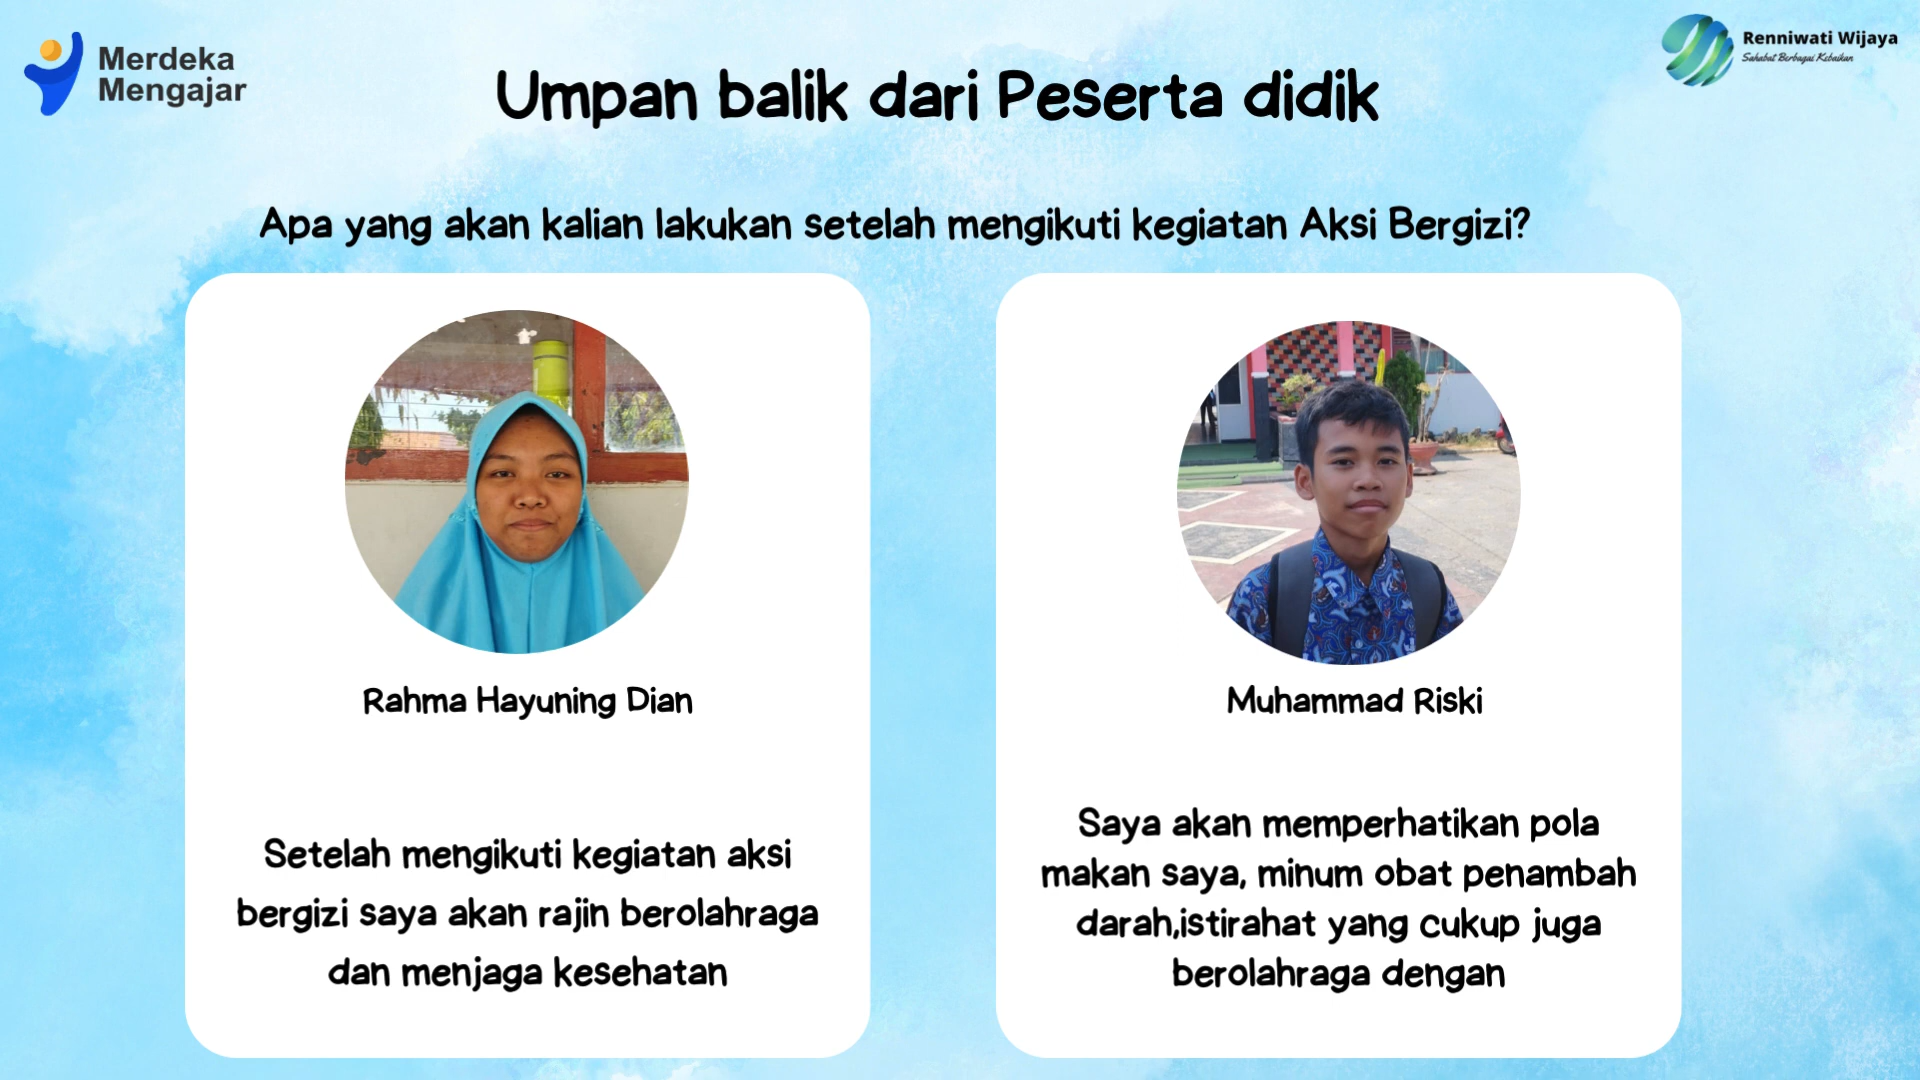 Merdeka
Mengajar
Renniwati Wijaya
Sahabat Berbagai Kebaikan
Umpan balik dari Peserta didik
Apa yang akan kalian lakukan setelah mengikuti kegiatan Aksi Bergizi?
Rahma Hayuning Dian
Setelah mengikuti kegiatan aksi
bergizi saya akan rajin berolahraga
dan menjaga kesehatan
Muhammad Riski
Saya akan memperhatikan pola
makan saya, minum obat penambah
darah,istirahat yang cukup juga
berolahraga dengan